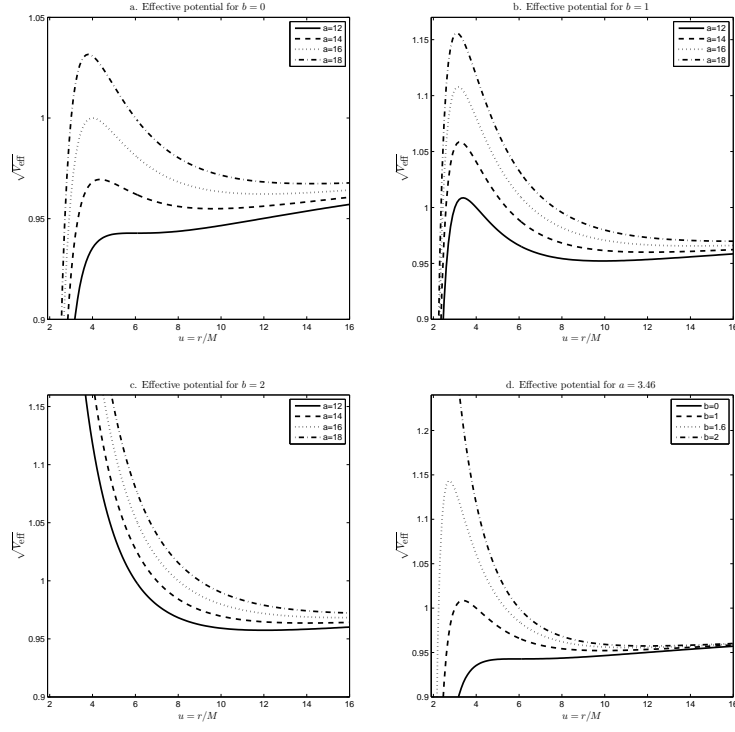 a. Effective potential for b = 0
1.05
1
0.95
0.9
√Veff
2 4 6 8 10 12 14 16
u = r/M
a=12
a=14
a=16
a=18
b. Effective potential for b = 1
1.15
1.1
1.05
1
0.95
0.9
√Veff
2 4 6 8 10 12 14 16
u = r/M
a=12
a=14
a=16
a=18
c. Effective potential for b = 2
1.15
1.1
1.05
1
0.95
0.9
√Veff
2 4 6 8 10 12 14 16
u = r/M
a=12
a=14
a=16
a=18
d. Effective potential for a = 3.46
1.2
1.15
1.1
1.05
1
0.95
0.9
√Veff
2 4 6 8 10 12 14 16
u = r/M
b=0
b=1
b=1.6
b=2